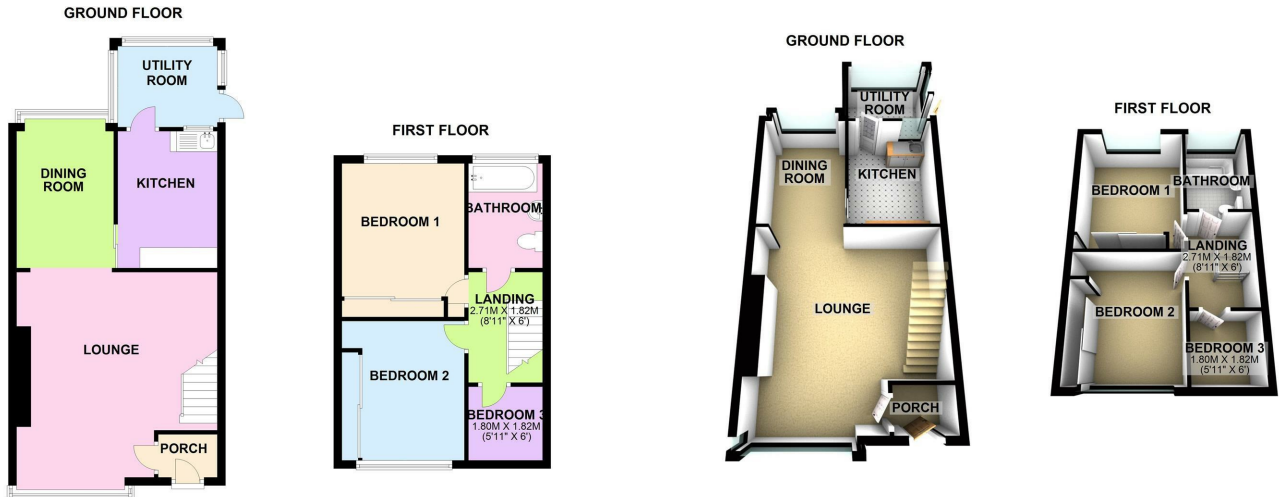 GROUND FLOOR
UTILITY
ROOM
DINING
ROOM
KITCHEN
LOUNGE
PORCH
FIRST FLOOR
BEDROOM 1
BATHROOM
LANDING
2.71M X 1.82M
(8'11" X 6')
BEDROOM 2
BEDROOM 3
1.80M X 1.82M
(5'11" X 6')
GROUND FLOOR
UTILITY
ROOM
DINING
ROOM
KITCHEN
LOUNGE
PORCH
FIRST FLOOR
BEDROOM 1
BATHROOM
LANDING
2.71M X 1.82M
(8'11" X 6')
BEDROOM 2
BEDROOM 3
1.80M X 1.82M
(5'11" X 6')